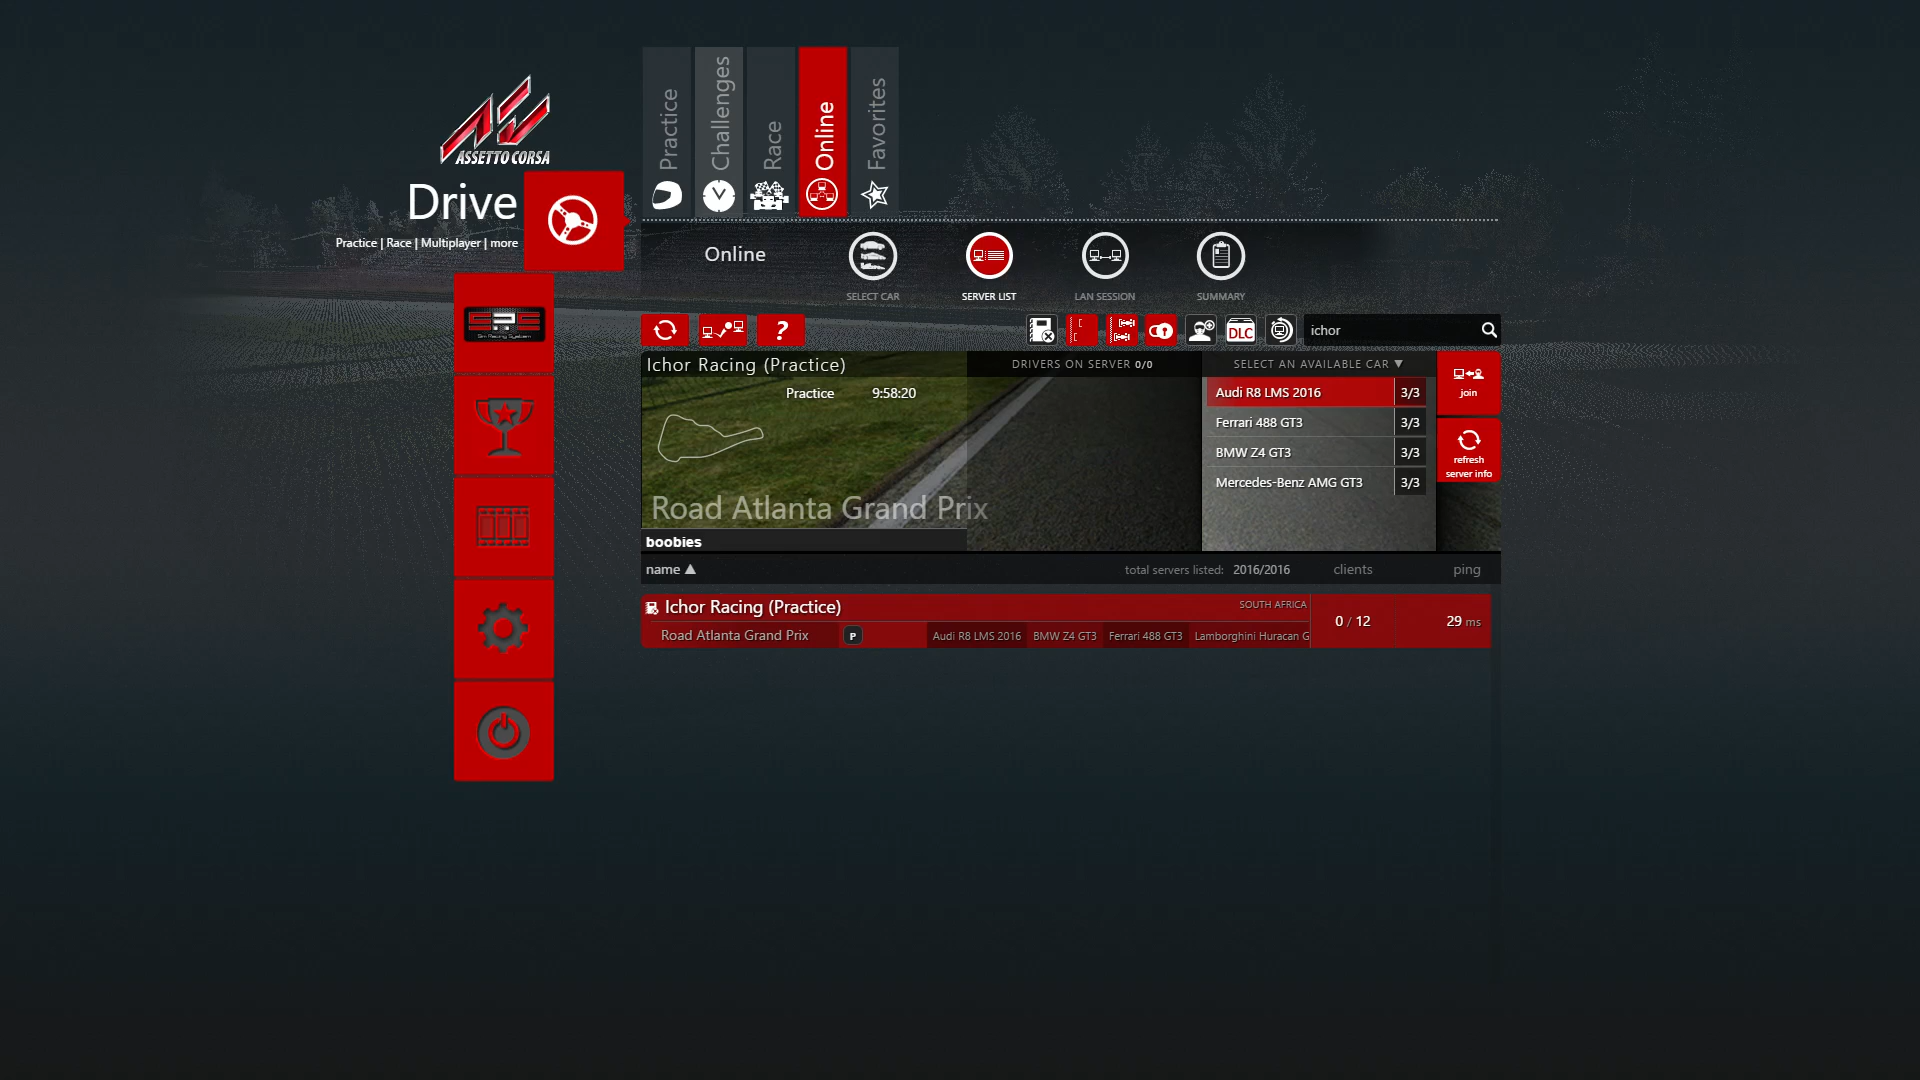 Practice
Challenges
Race
Online
Favorites
ASSETTO CORSA
Drive
Practice | Race | Multiplayer | more
Online
SELECT CAR
SERVER LIST
LAN SESSION
SUMMARY
?
DLC
ichor
Sim Racing System
Ichor Racing (Practice)
Practice 9:58:20
Road Atlanta Grand Prix
boobies
DRIVERS ON SERVER 0/0
SELECT AN AVAILABLE CAR ▼
Audi R8 LMS 2016 3/3
Ferrari 488 GT3 3/3
BMW Z4 GT3 3/3
Mercedes-Benz AMG GT3 3/3
join
refresh
server info
name ▲ total servers listed: 2016/2016 clients ping
Ichor Racing (Practice) SOUTH AFRICA
0 / 12 29 ms
Road Atlanta Grand Prix P Audi R8 LMS 2016 BMW Z4 GT3 Ferrari 488 GT3 Lamborghini Huracan G